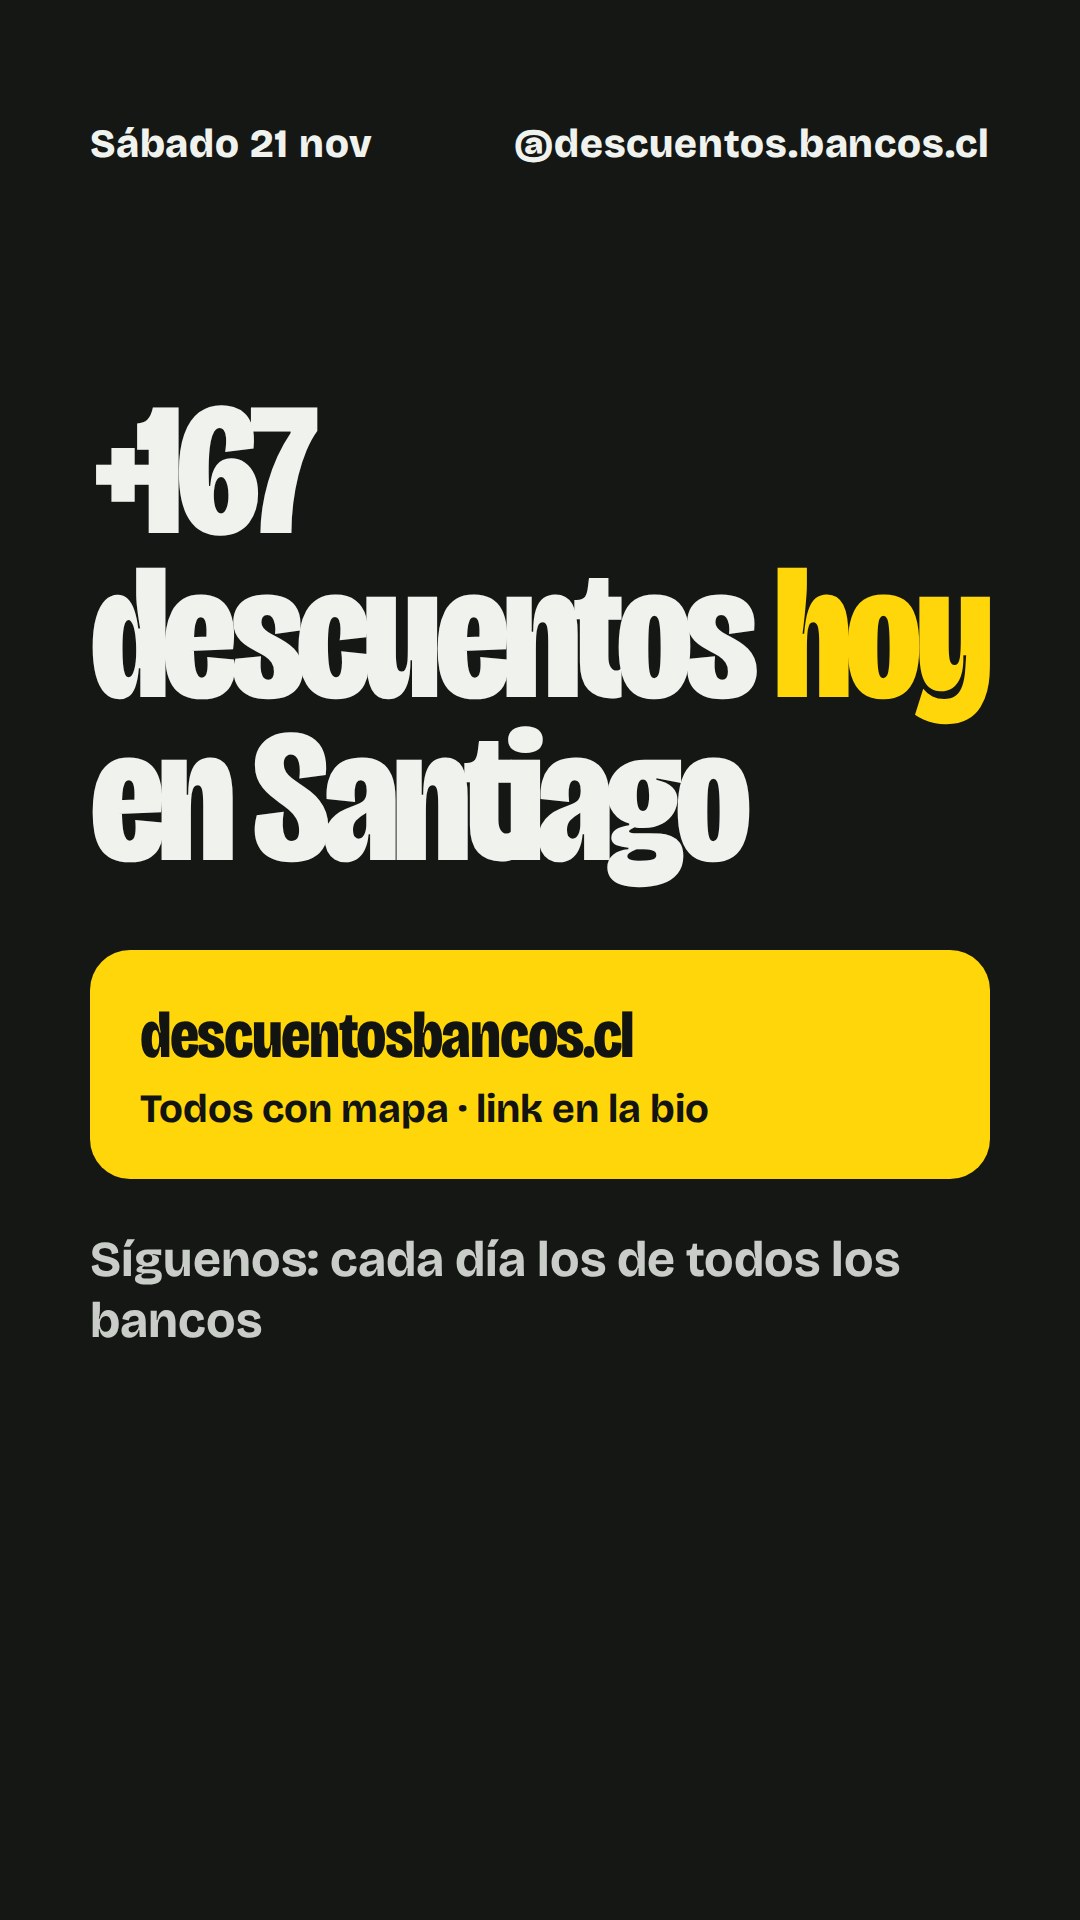 Sábado 21 nov
@descuentos.bancos.cl
+167
descuentos hoy
en Santiago
descuentosbancos.cl
Todos con mapa · link en la bio
Síguenos: cada día los de todos los
bancos